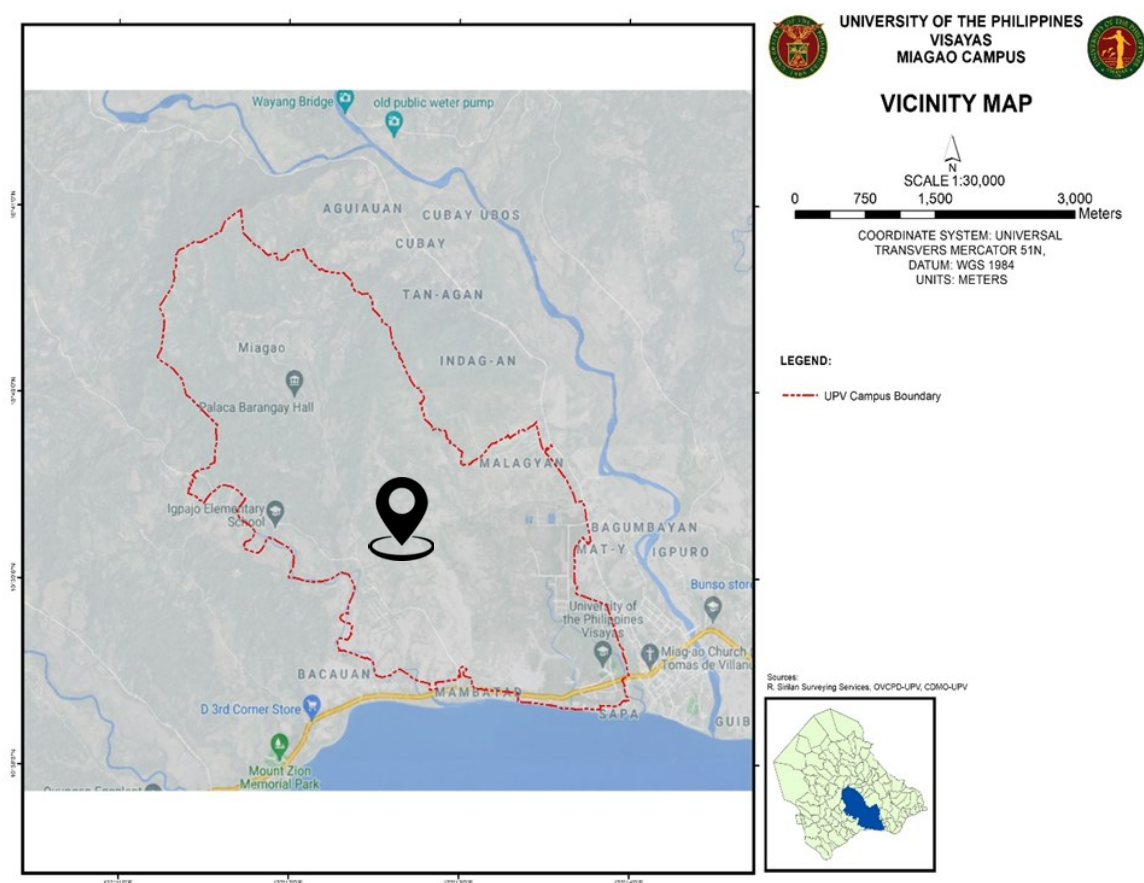 UNIVERSITY OF THE PHILIPPINES
VISAYAS
MIAGAO CAMPUS
VICINITY MAP
N
SCALE 1:30,000
0 750 1,500 3,000
Meters
COORDINATE SYSTEM: UNIVERSAL
TRANSVERS MERCATOR 51N,
DATUM: WGS 1984
UNITS: METERS
LEGEND:
UPV Campus Boundary
Sources:
R. Sirilan Surveying Services, OVCPD-UPV, CDMO-UPV
Wayang Bridge
old public weter pump
AGUIAUAN
CUBAY UBOS
CUBAY
TAN-AGAN
INDAG-AN
Miagao
Palaca Barangay Hall
MALAGYAN
Igpajo Elementary
School
BAGUMBAYAN
MAT-Y
IGPURO
Bunso store
University of
the Philippines
Visayas
Miag-ao Church
Tomas de Villanu
BACAUAN
MAMBATAD
SAPA
GUIB
D 3rd Corner Store
Mount Zion
Memorial Park